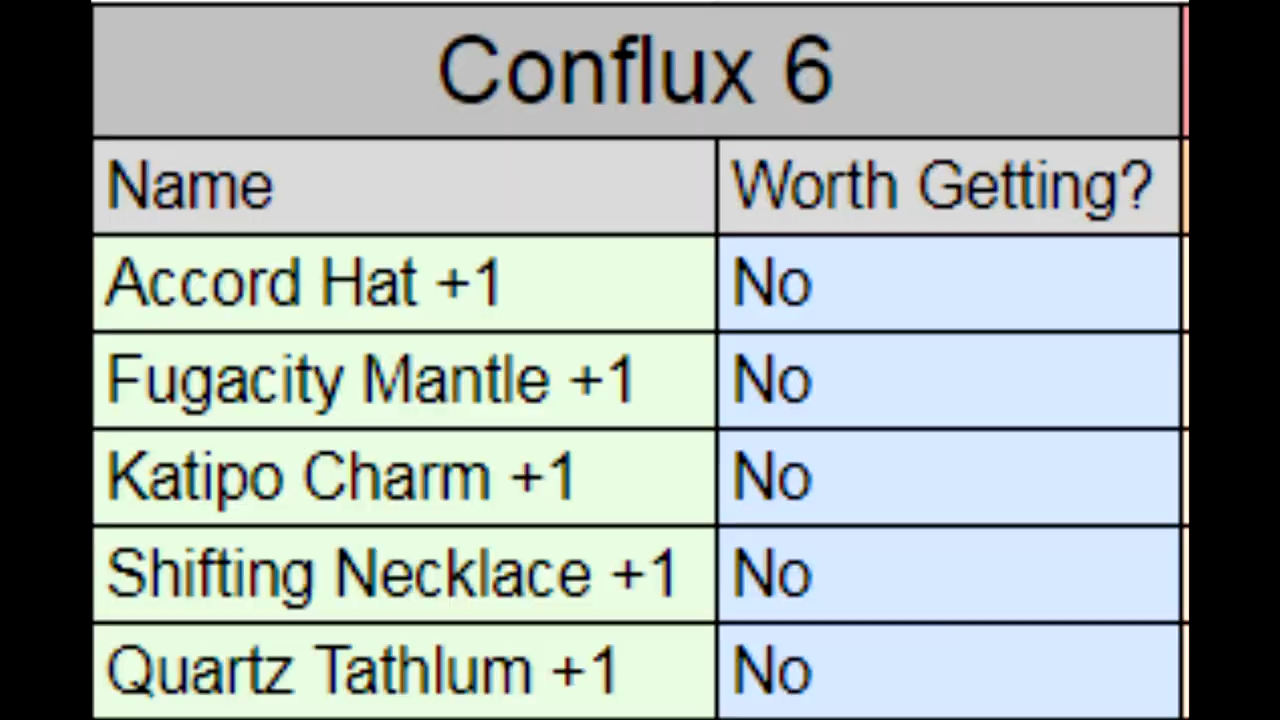 Conflux 6
Name Worth Getting?
Accord Hat +1 No
Fugacity Mantle +1 No
Katipo Charm +1 No
Shifting Necklace +1 No
Quartz Tathlum +1 No